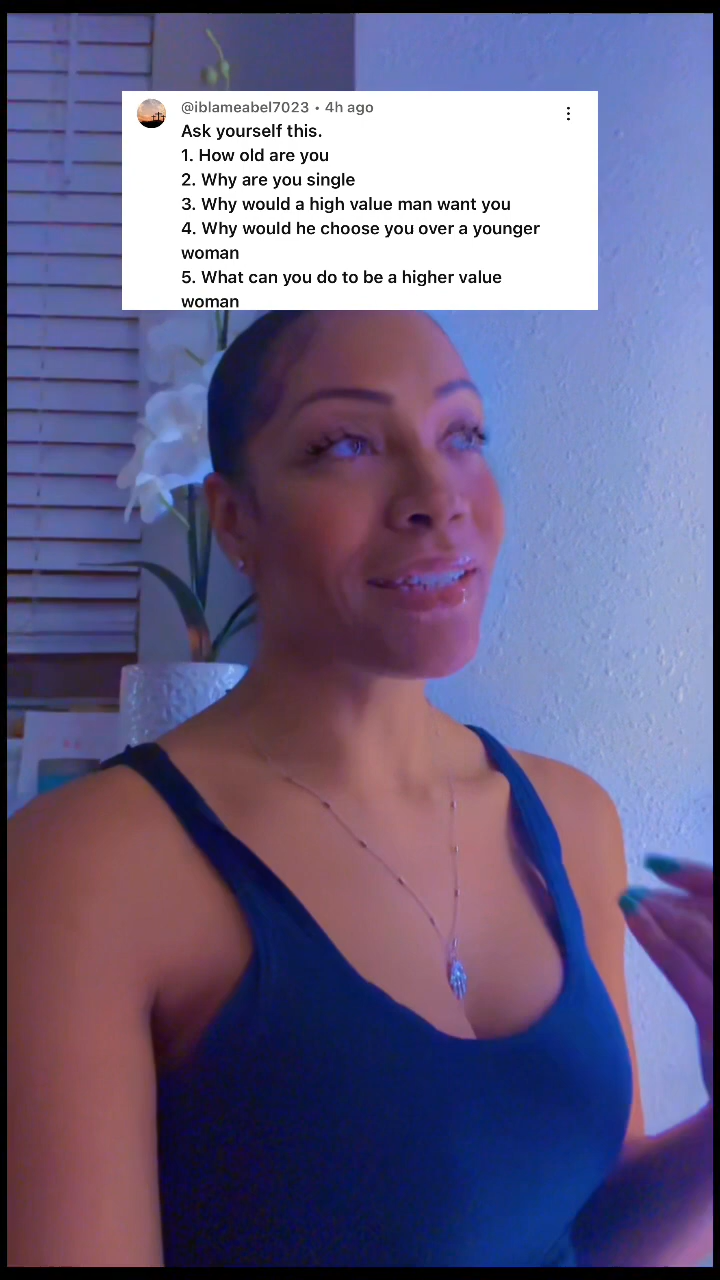 @iblameabel7023 • 4h ago
Ask yourself this.
1. How old are you
2. Why are you single
3. Why would a high value man want you
4. Why would he choose you over a younger
woman
5. What can you do to be a higher value
woman